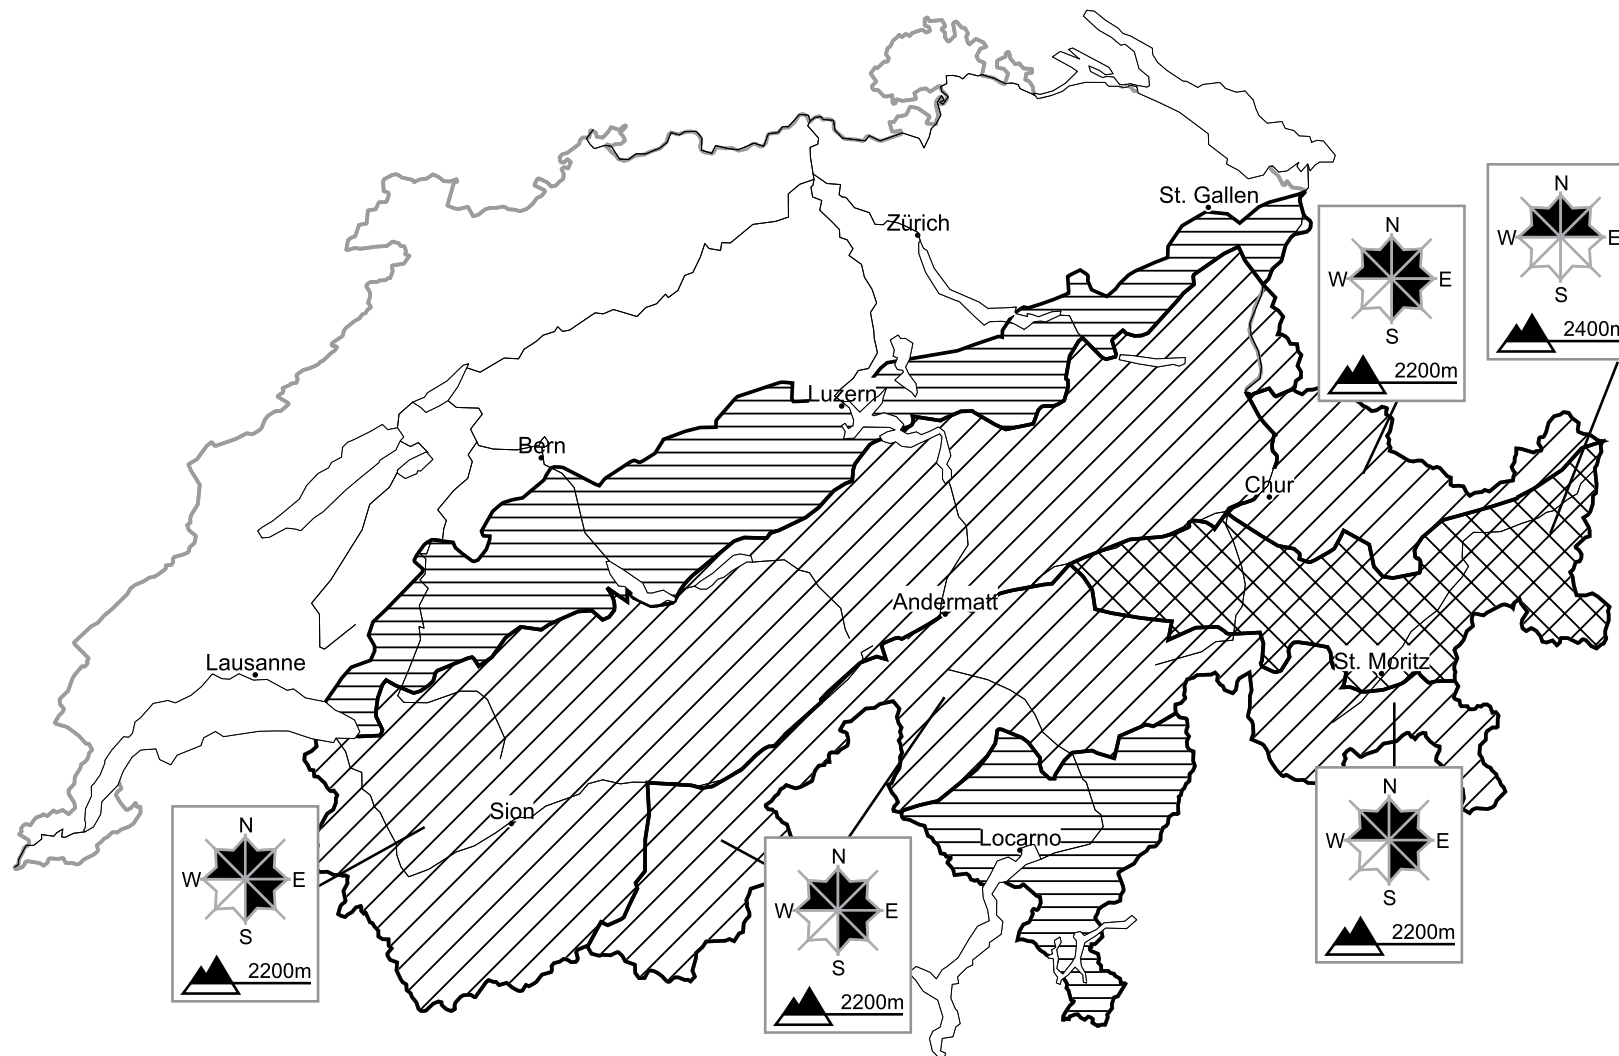 St. Gallen
Zürich
Luzern
Bern
Chur
Andermatt
St. Moritz
Lausanne
Sion
Locarno
N
W E
S
2400m
N
W E
S
2200m
N
W E
S
2200m
N
W E
S
2200m
N
W E
S
2200m